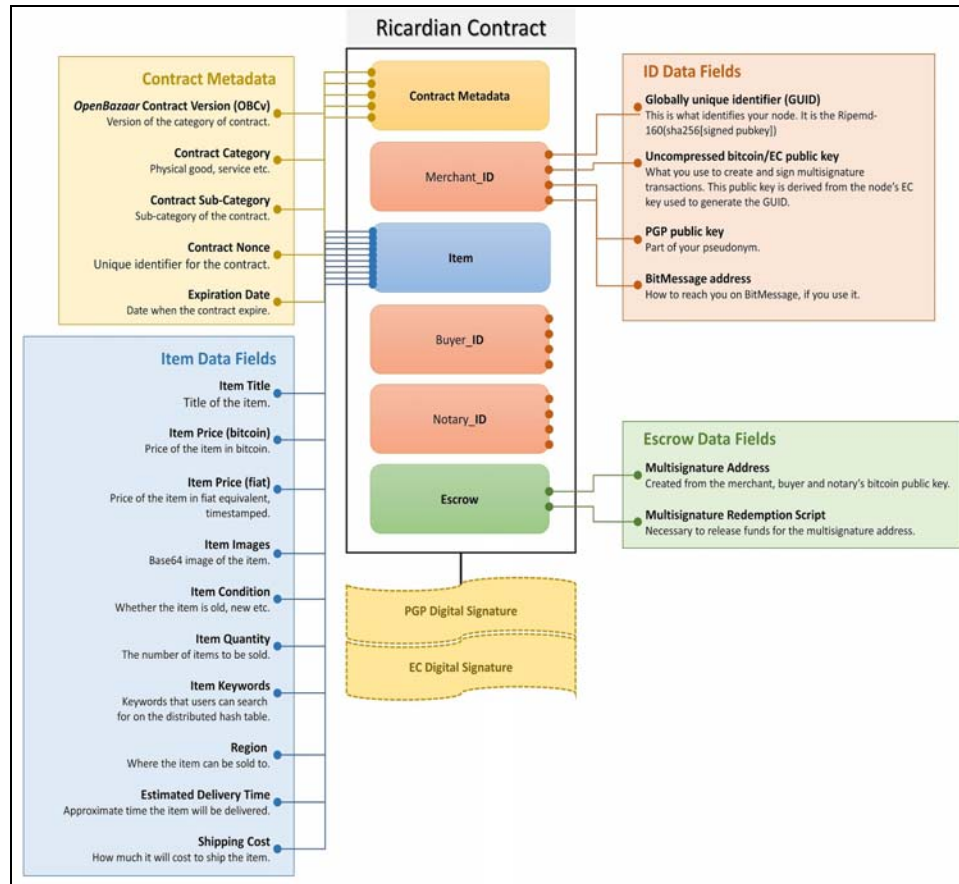 Ricardian Contract
Contract Metadata
OpenBazaar Contract Version (OBCv)
Version of the category of contract.
Contract Category
Physical good, service etc.
Contract Sub-Category
Sub-category of the contract.
Contract Nonce
Unique identifier for the contract.
Expiration Date
Date when the contract expire.
Item Data Fields
Item Title
Title of the item.
Item Price (bitcoin)
Price of the item in bitcoin.
Item Price (fiat)
Price of the item in fiat equivalent,
timestamped.
Item Images
Base64 image of the item.
Item Condition
Whether the item is old, new etc.
Item Quantity
The number of items to be sold.
Item Keywords
Keywords that users can search
for on the distributed hash table.
Region
Where the item can be sold to.
Estimated Delivery Time
Approximate time the item will be delivered.
Shipping Cost
How much it will cost to ship the item.
Contract Metadata
Merchant_ID
Item
Buyer_ID
Notary_ID
Escrow
PGP Digital Signature
EC Digital Signature
ID Data Fields
Globally unique identifier (GUID)
This is what identifies your node. It is the Ripemd-
160(sha256[signed pubkey])
Uncompressed bitcoin/EC public key
What you use to create and sign multisignature
transactions. This public key is derived from the node's EC
key used to generate the GUID.
PGP public key
Part of your pseudonym.
BitMessage address
How to reach you on BitMessage, if you use it.
Escrow Data Fields
Multisignature Address
Created from the merchant, buyer and notary's bitcoin public key.
Multisignature Redemption Script
Necessary to release funds for the multisignature address.